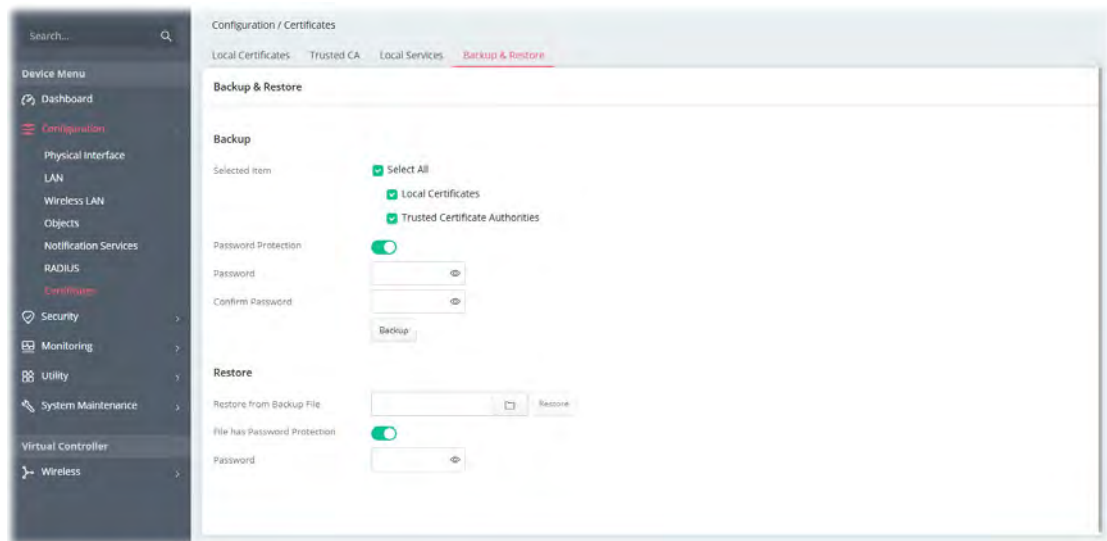 Search...
Device Menu
Dashboard
Configuration
Physical Interface
LAN
Wireless LAN
Objects
Notification Services
RADIUS
Certificates
Security
Monitoring
Utility
System Maintenance
Virtual Controller
Wireless
Configuration / Certificates
Local Certificates Trusted CA Local Services Backup & Restore
Backup & Restore
Backup
Selected Item Select All
Local Certificates
Trusted Certificate Authorities
Password Protection
Password
Confirm Password
Backup
Restore
Restore from Backup File Restore
File has Password Protection
Password